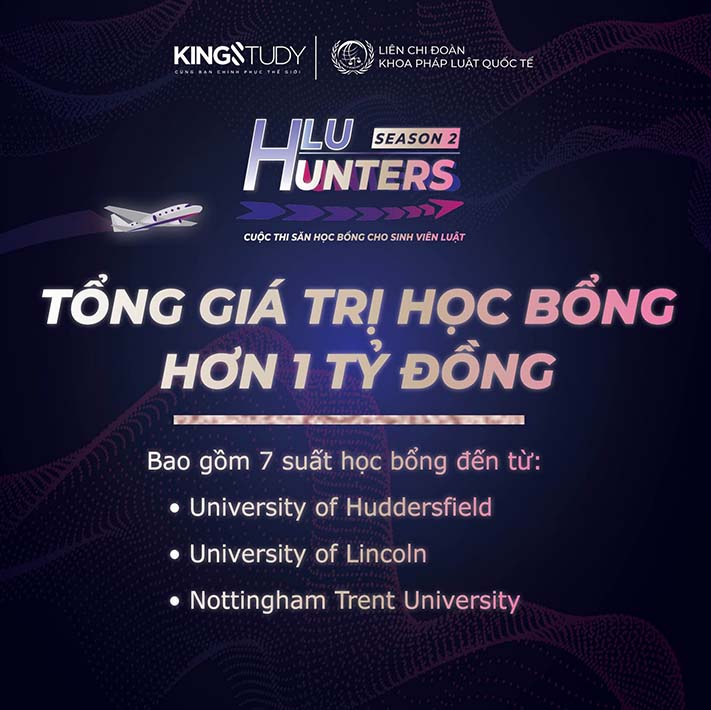 KINGSTUDY
CÙNG BẠN CHINH PHỤC THẾ GIỚI
LIÊN CHI ĐOÀN
KHOA PHÁP LUẬT QUỐC TẾ
HLU SEASON 2
HUNTERS
CUỘC THI SĂN HỌC BỔNG CHO SINH VIÊN LUẬT
TỔNG GIÁ TRỊ HỌC BỔNG
HƠN 1 TỶ ĐỒNG
Bao gồm 7 suất học bổng đến từ:
• University of Huddersfield
• University of Lincoln
• Nottingham Trent University